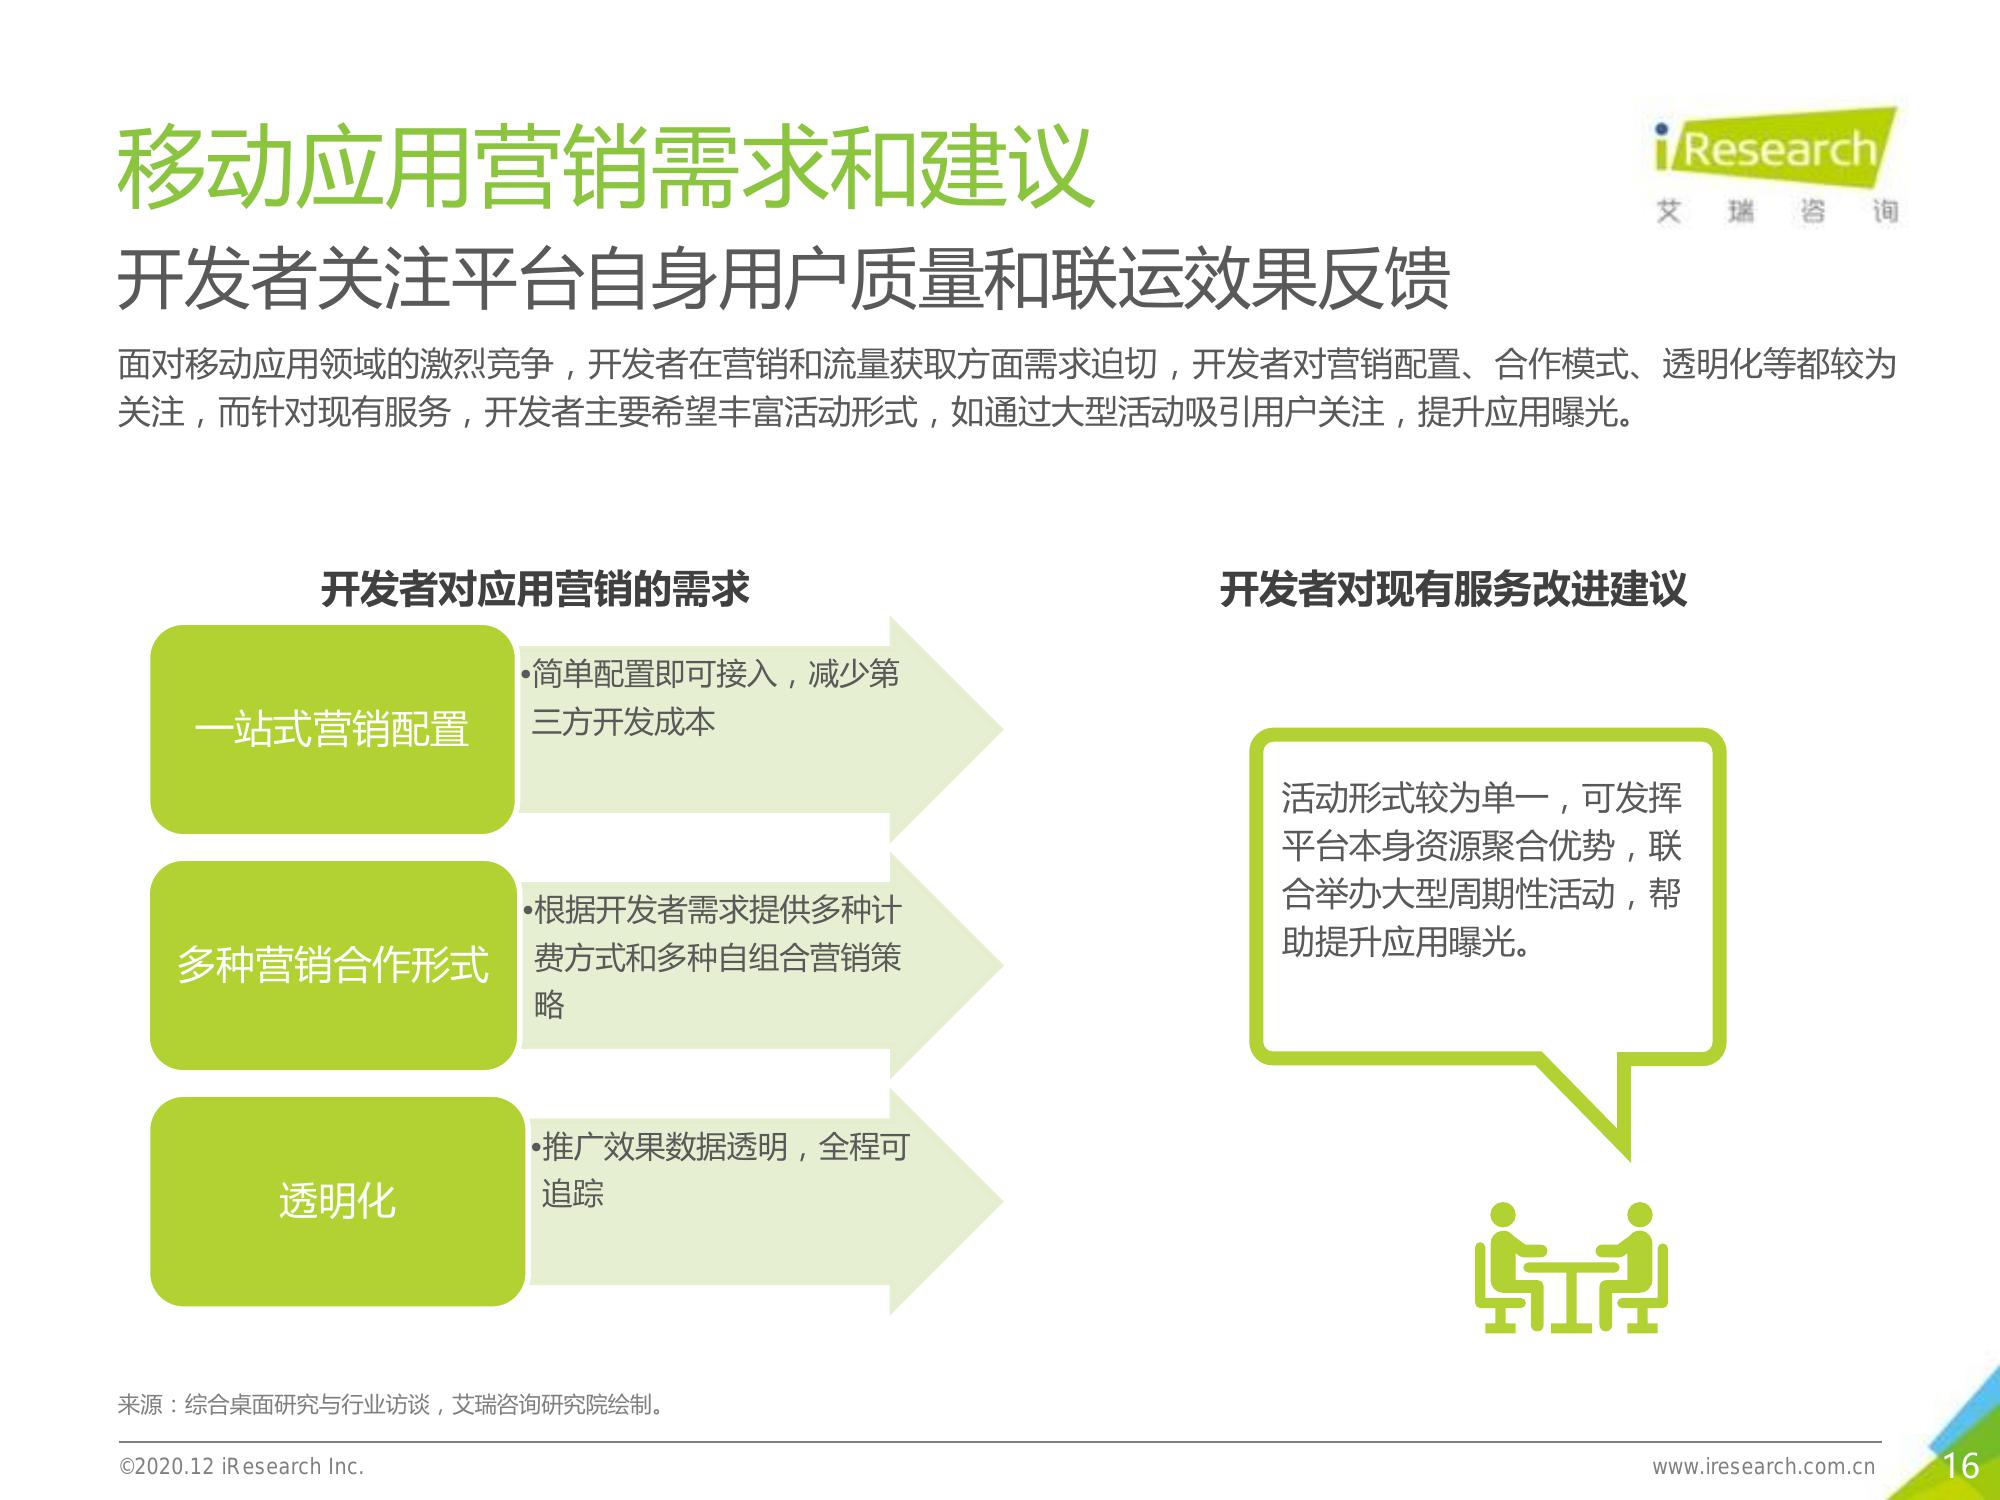 移动应用营销需求和建议
iResearch
艾瑞咨询
开发者关注平台自身用户质量和联运效果反馈
面对移动应用领域的激烈竞争，开发者在营销和流量获取方面需求迫切，开发者对营销配置、合作模式、透明化等都较为
关注，而针对现有服务，开发者主要希望丰富活动形式，如通过大型活动吸引用户关注，提升应用曝光。
开发者对应用营销的需求
一站式营销配置
•简单配置即可接入，减少第
三方开发成本
多种营销合作形式
•根据开发者需求提供多种计
费方式和多种自组合营销策
略
透明化
•推广效果数据透明，全程可
追踪
开发者对现有服务改进建议
活动形式较为单一，可发挥
平台本身资源聚合优势，联
合举办大型周期性活动，帮
助提升应用曝光。
来源：综合桌面研究与行业访谈，艾瑞咨询研究院绘制。
©2020.12 iResearch Inc.
www.iresearch.com.cn
16